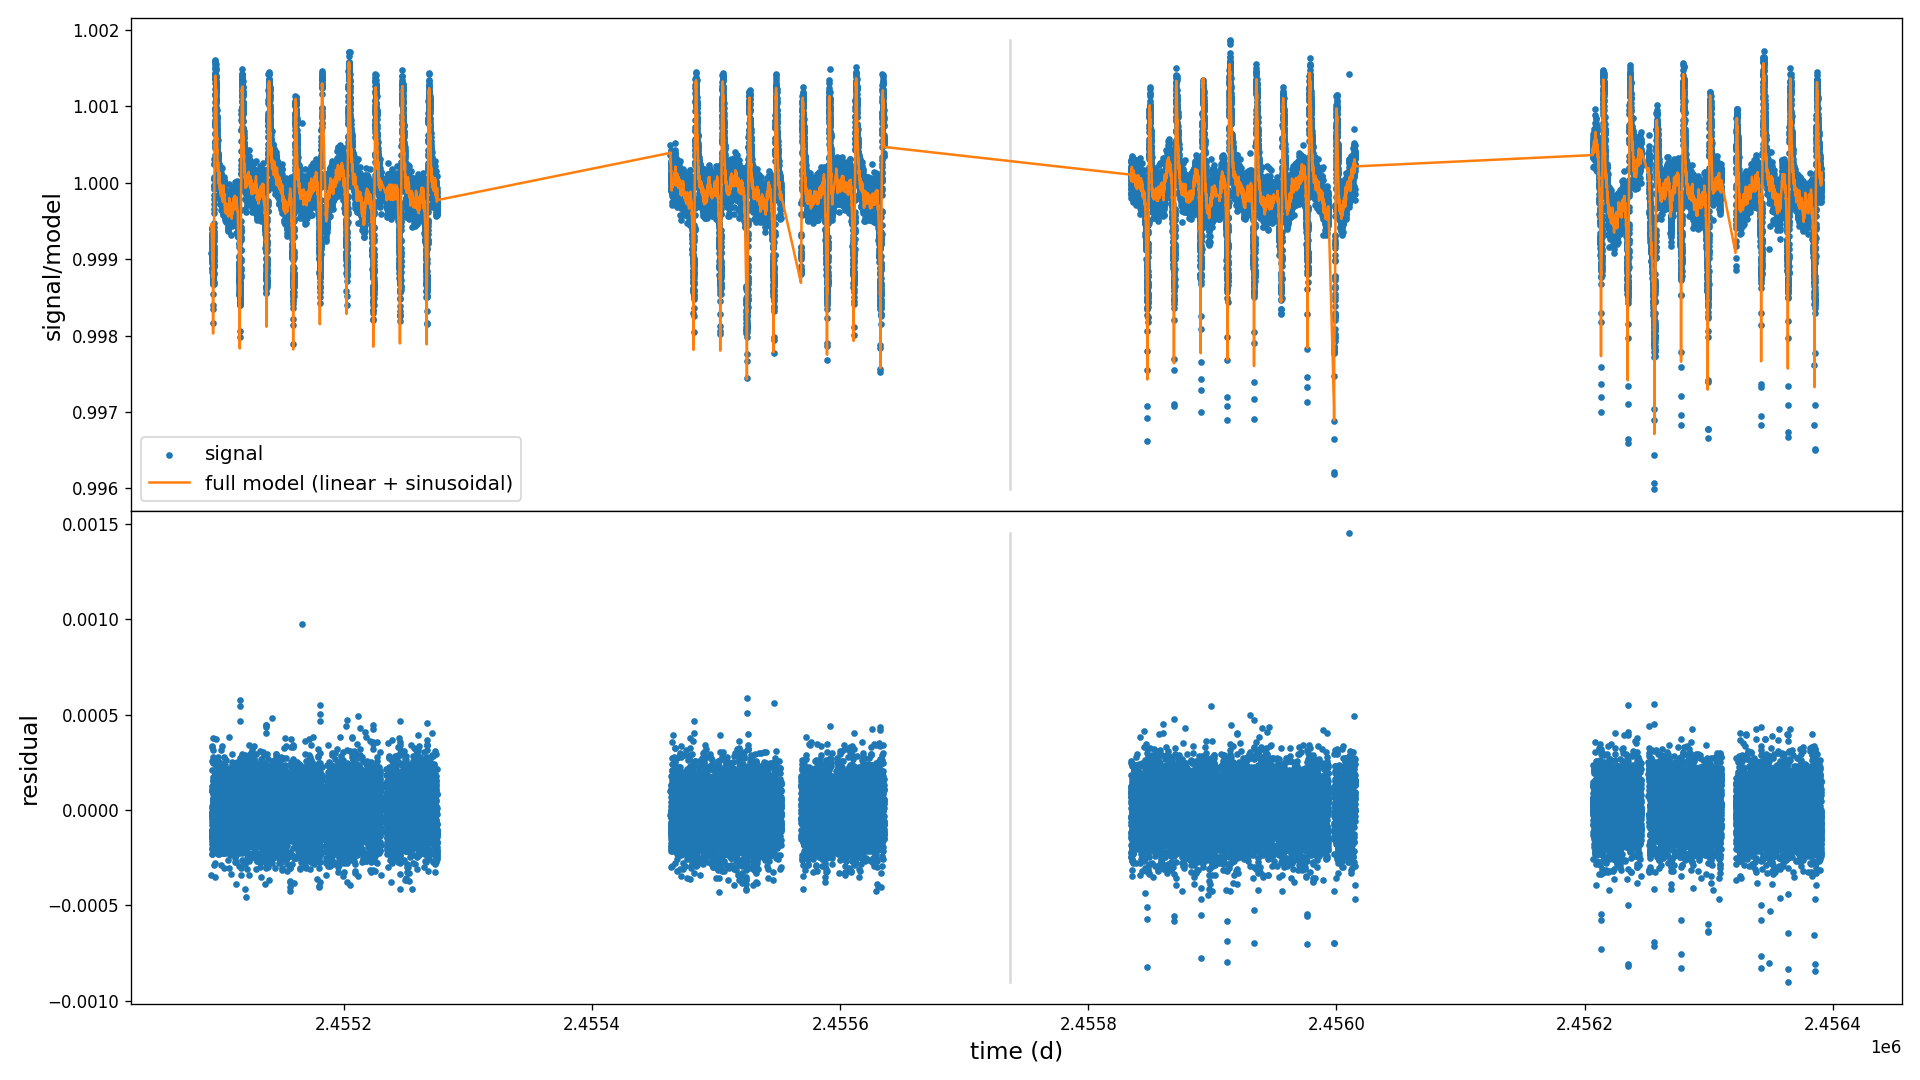 1.002
1.001
1.000
0.999
0.998
0.997
0.996
signal/model
signal
full model (linear + sinusoidal)
0.0015
0.0010
0.0005
0.0000
−0.0005
−0.0010
residual
2.4552 2.4554 2.4556 2.4558 2.4560 2.4562 2.4564
1e6
time (d)